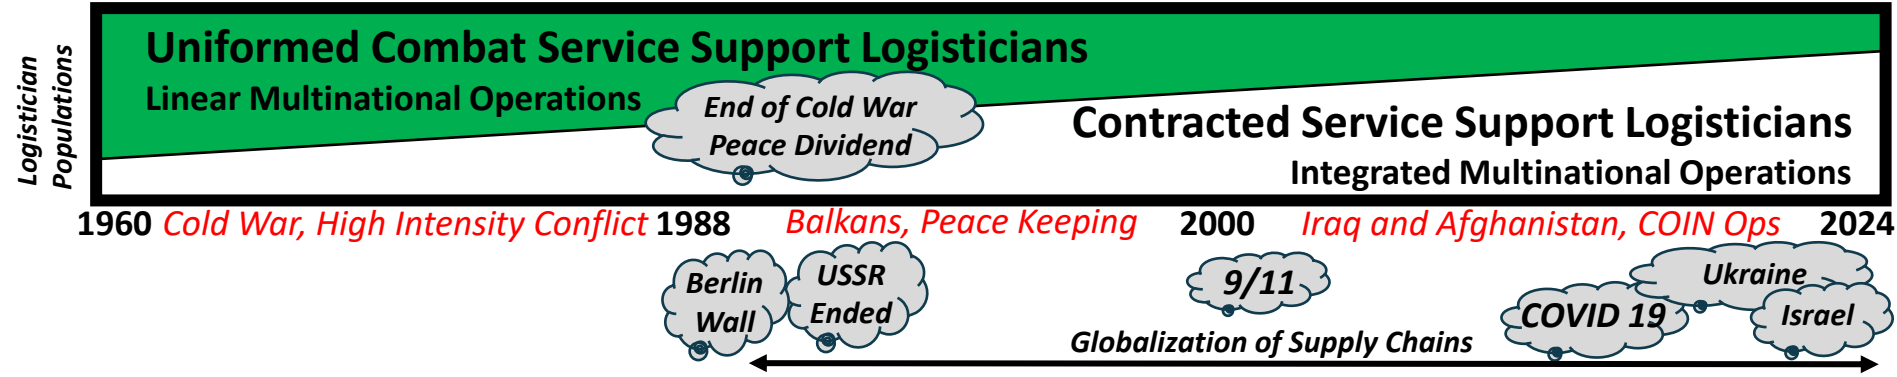 Logistician
Populations
Uniformed Combat Service Support Logisticians
Linear Multinational Operations
End of Cold War
Peace Dividend
Contracted Service Support Logisticians
Integrated Multinational Operations
1960 Cold War, High Intensity Conflict 1988 Balkans, Peace Keeping 2000 Iraq and Afghanistan, COIN Ops 2024
Berlin
Wall
USSR
Ended
9/11
COVID 19
Ukraine
Israel
Globalization of Supply Chains